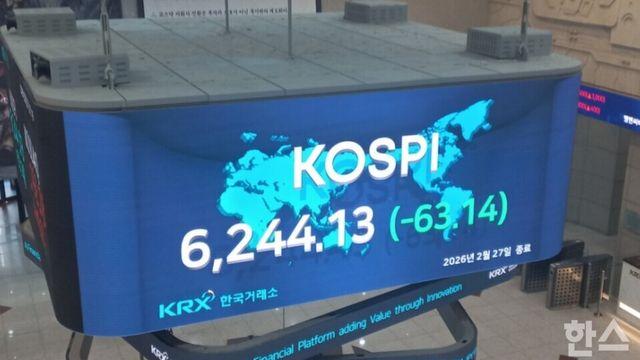 KOSPI
6,244.13 (-63.14)
2026년 2월 27일 종료
KRX 한국거래소
Financial Platform adding Value through Innovation
한스